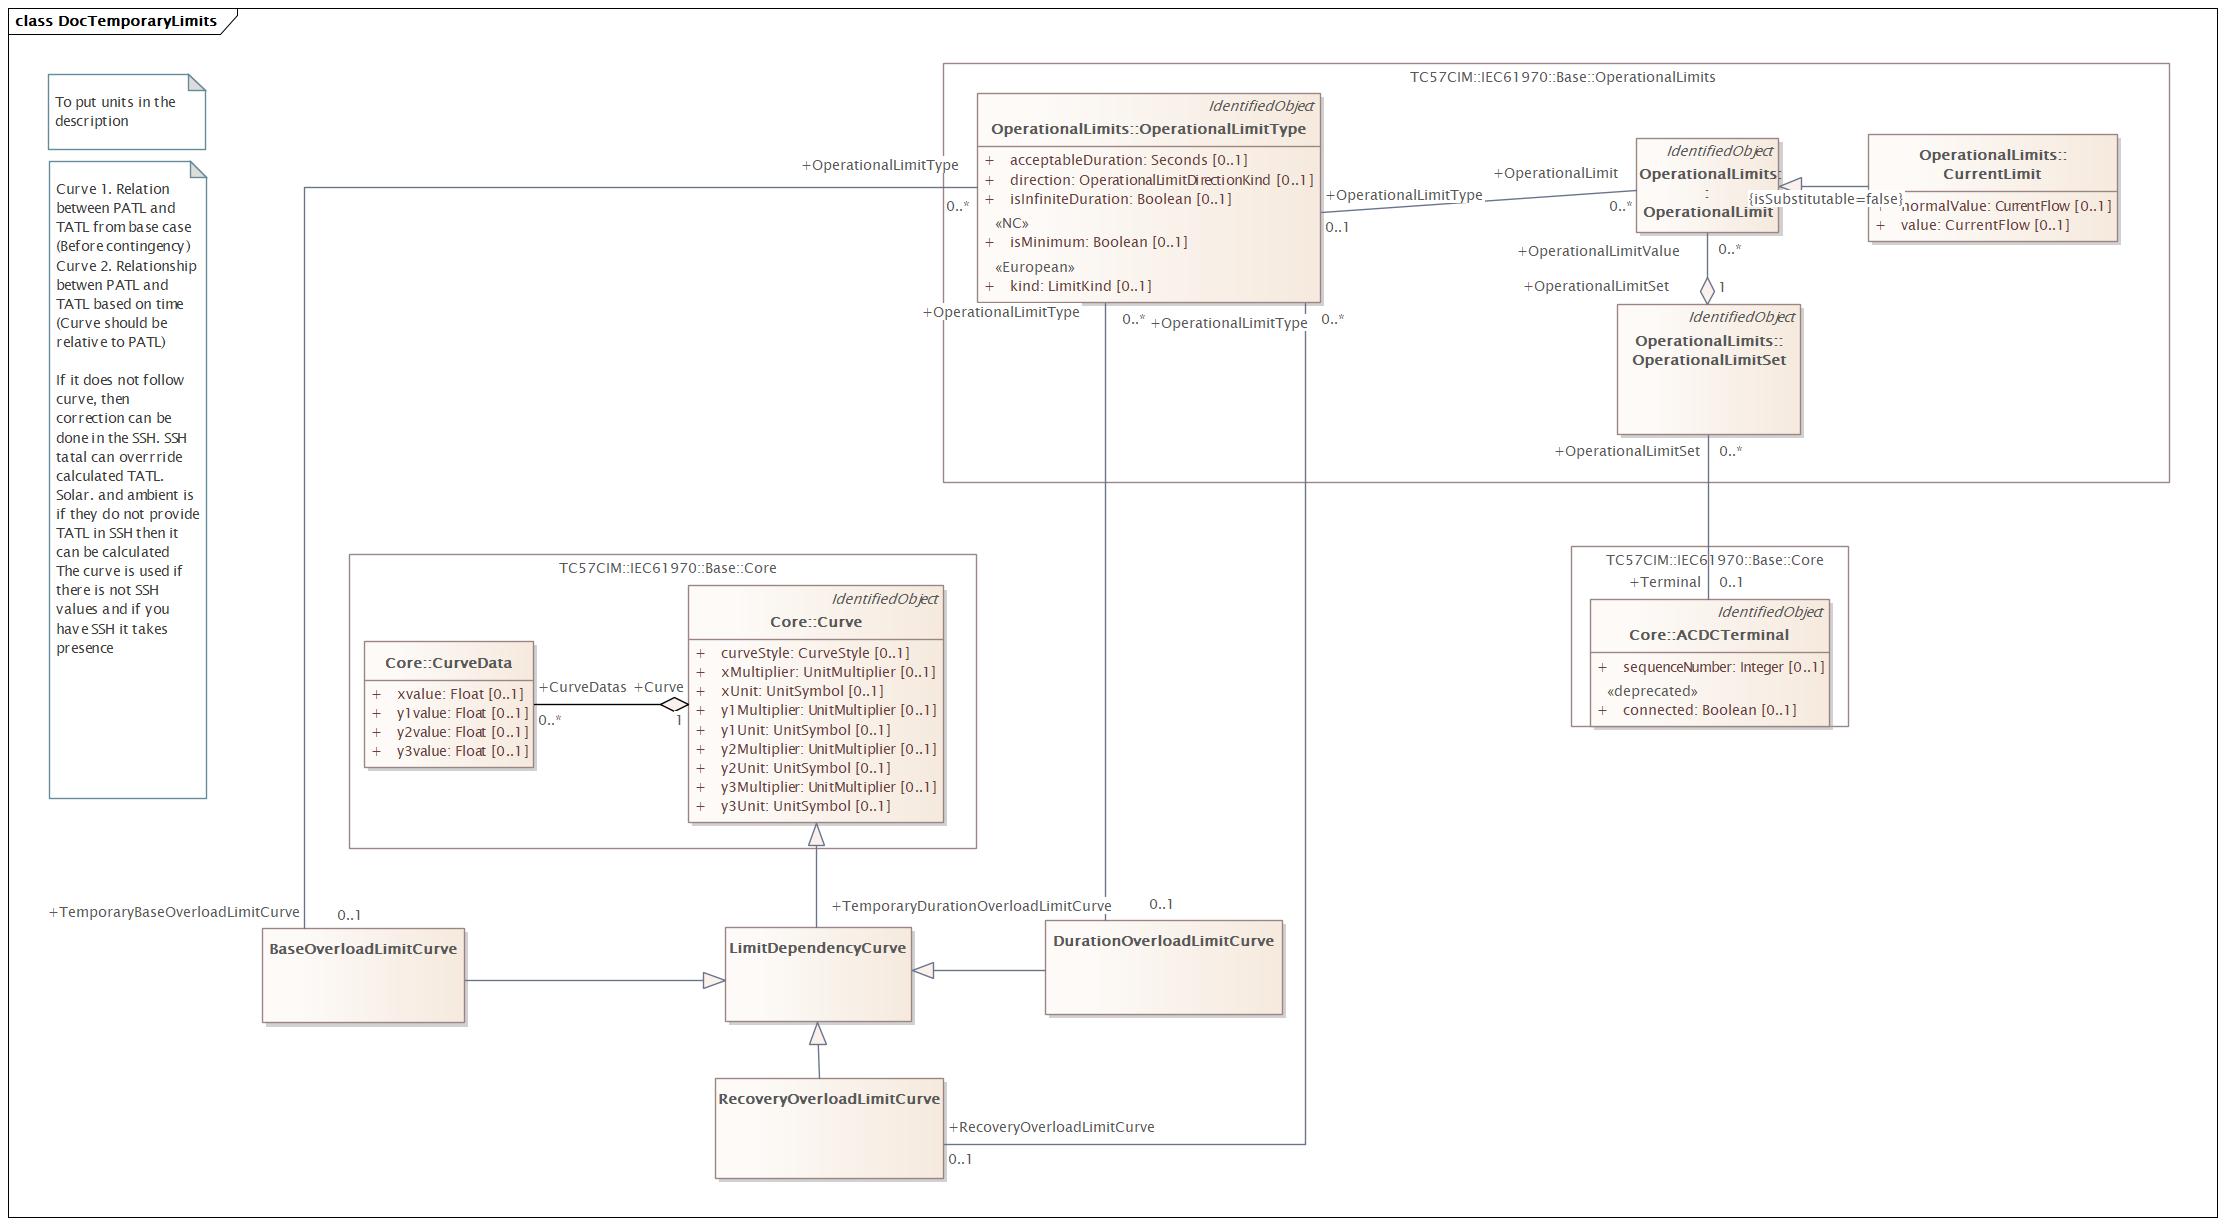 class DocTemporaryLimits
To put units in the
description
Curve 1. Relation
between PATL and
TATL from base case
(Before contingency)
Curve 2. Relationship
betwen PATL and
TATL based on time
(Curve should be
relative to PATL)
If it does not follow
curve, then
correction can be
done in the SSH. SSH
tatal can overrride
calculated TATL.
Solar. and ambient is
if they do not provide
TATL in SSH then it
can be calculated
The curve is used if
there is not SSH
values and if you
have SSH it takes
presence
TC57CIM::IEC61970::Base::OperationalLimits
IdentifiedObject
OperationalLimits::OperationalLimitType
+ acceptableDuration: Seconds [0..1]
+ direction: OperationalLimitDirectionKind [0..1]
+ isInfiniteDuration: Boolean [0..1]
«NC»
+ isMinimum: Boolean [0..1]
«European»
+ kind: LimitKind [0..1]
+OperationalLimitType
0..*
+OperationalLimitType
0..*
+OperationalLimitType
0..*
+OperationalLimitType
0..1
+OperationalLimit
0..*
IdentifiedObject
OperationalLimits:
:
OperationalLimit
{isSubstitutable=false}
OperationalLimits::
CurrentLimit
normalValue: CurrentFlow [0..1]
+ value: CurrentFlow [0..1]
+OperationalLimitValue
0..*
+OperationalLimitSet
1
IdentifiedObject
OperationalLimits::
OperationalLimitSet
+OperationalLimitSet
0..*
TC57CIM::IEC61970::Base::Core
+Terminal
0..1
IdentifiedObject
Core::ACDCTerminal
+ sequenceNumber: Integer [0..1]
«deprecated»
+ connected: Boolean [0..1]
TC57CIM::IEC61970::Base::Core
Core::CurveData
+ xvalue: Float [0..1]
+ y1value: Float [0..1]
+ y2value: Float [0..1]
+ y3value: Float [0..1]
+CurveDatas
0..*
+Curve
1
IdentifiedObject
Core::Curve
+ curveStyle: CurveStyle [0..1]
+ xMultiplier: UnitMultiplier [0..1]
+ xUnit: UnitSymbol [0..1]
+ y1Multiplier: UnitMultiplier [0..1]
+ y1Unit: UnitSymbol [0..1]
+ y2Multiplier: UnitMultiplier [0..1]
+ y2Unit: UnitSymbol [0..1]
+ y3Multiplier: UnitMultiplier [0..1]
+ y3Unit: UnitSymbol [0..1]
+TemporaryBaseOverloadLimitCurve
0..1
BaseOverloadLimitCurve
LimitDependencyCurve
+TemporaryDurationOverloadLimitCurve
0..1
DurationOverloadLimitCurve
RecoveryOverloadLimitCurve
+RecoveryOverloadLimitCurve
0..1